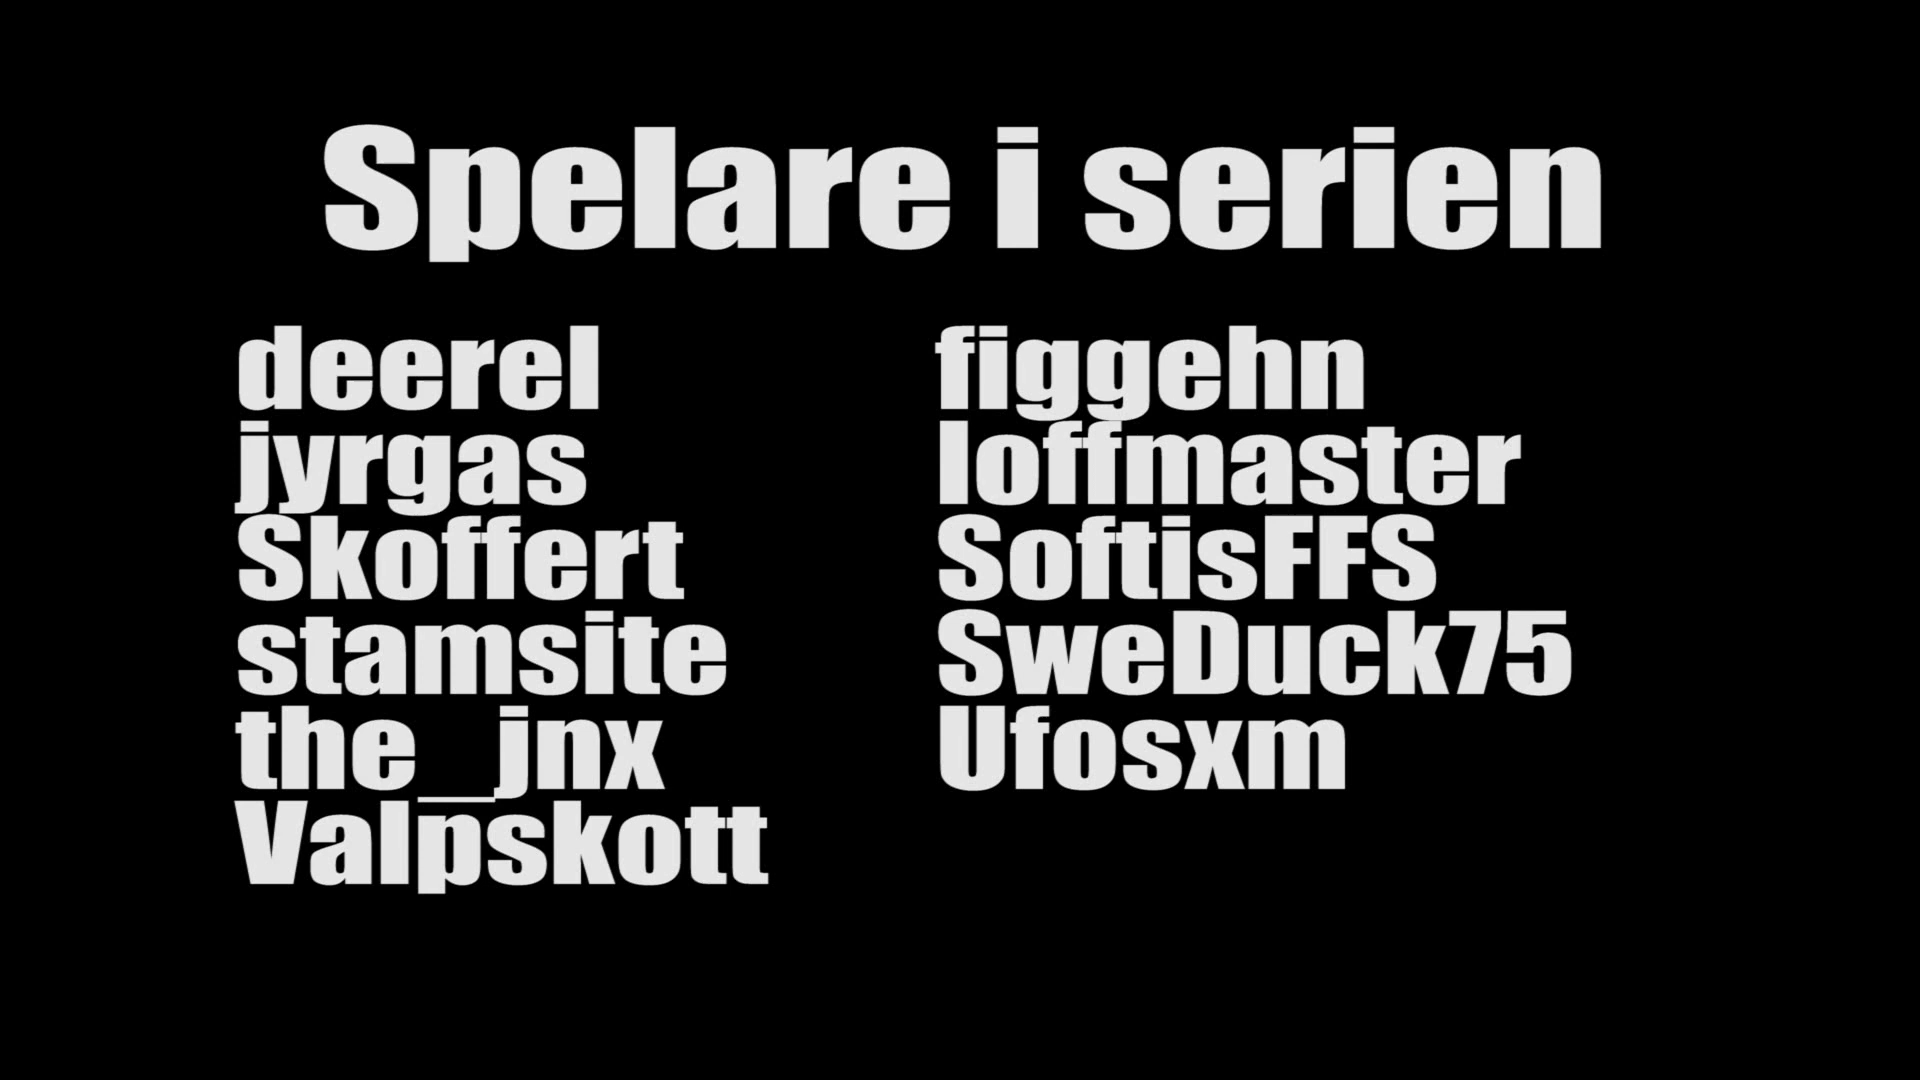 Spelare i serien
deerel
jyrgas
Skoffert
stamsite
the_jnx
Valpskott
figgehn
loffmaster
SoftisFFS
SweDuck75
Ufosxm